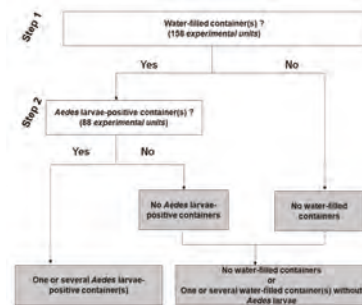 Step 1
Water-filled container(s) ?
(158 experimental units)
Yes
No
Step 2
Aedes larvae-positive container(s) ?
(88 experimental units)
Yes
No
No Aedes larvae-
positive containers
No water-filled
containers
One or several Aedes larvae-
positive container(s)
No water-filled containers
or
One or several water-filled container(s) without
Aedes larvae